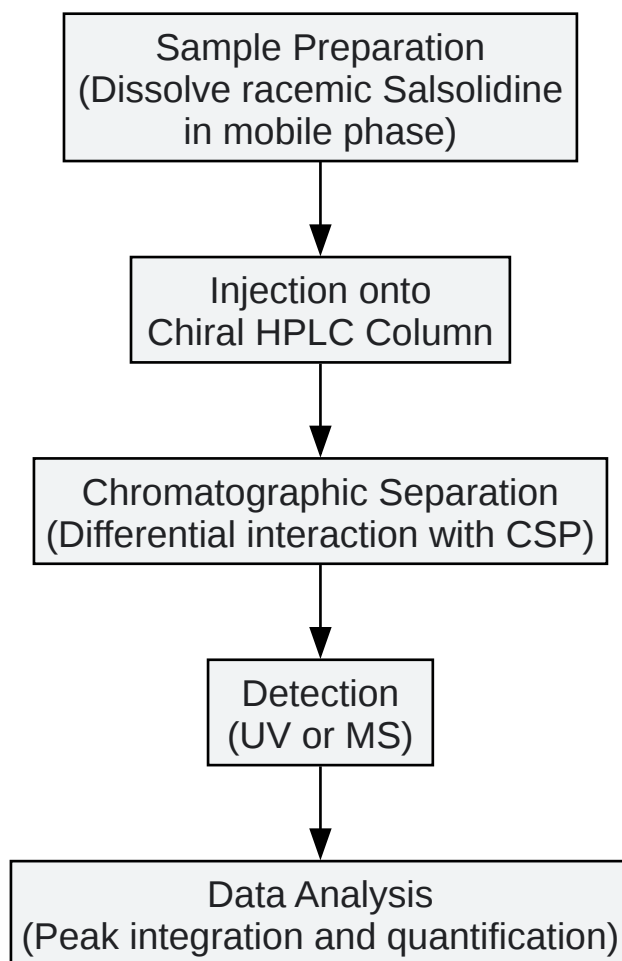 Sample Preparation
(Dissolve racemic Salsolidine
in mobile phase)
Injection onto
Chiral HPLC Column
Chromatographic Separation
(Differential interaction with CSP)
Detection
(UV or MS)
Data Analysis
(Peak integration and quantification)